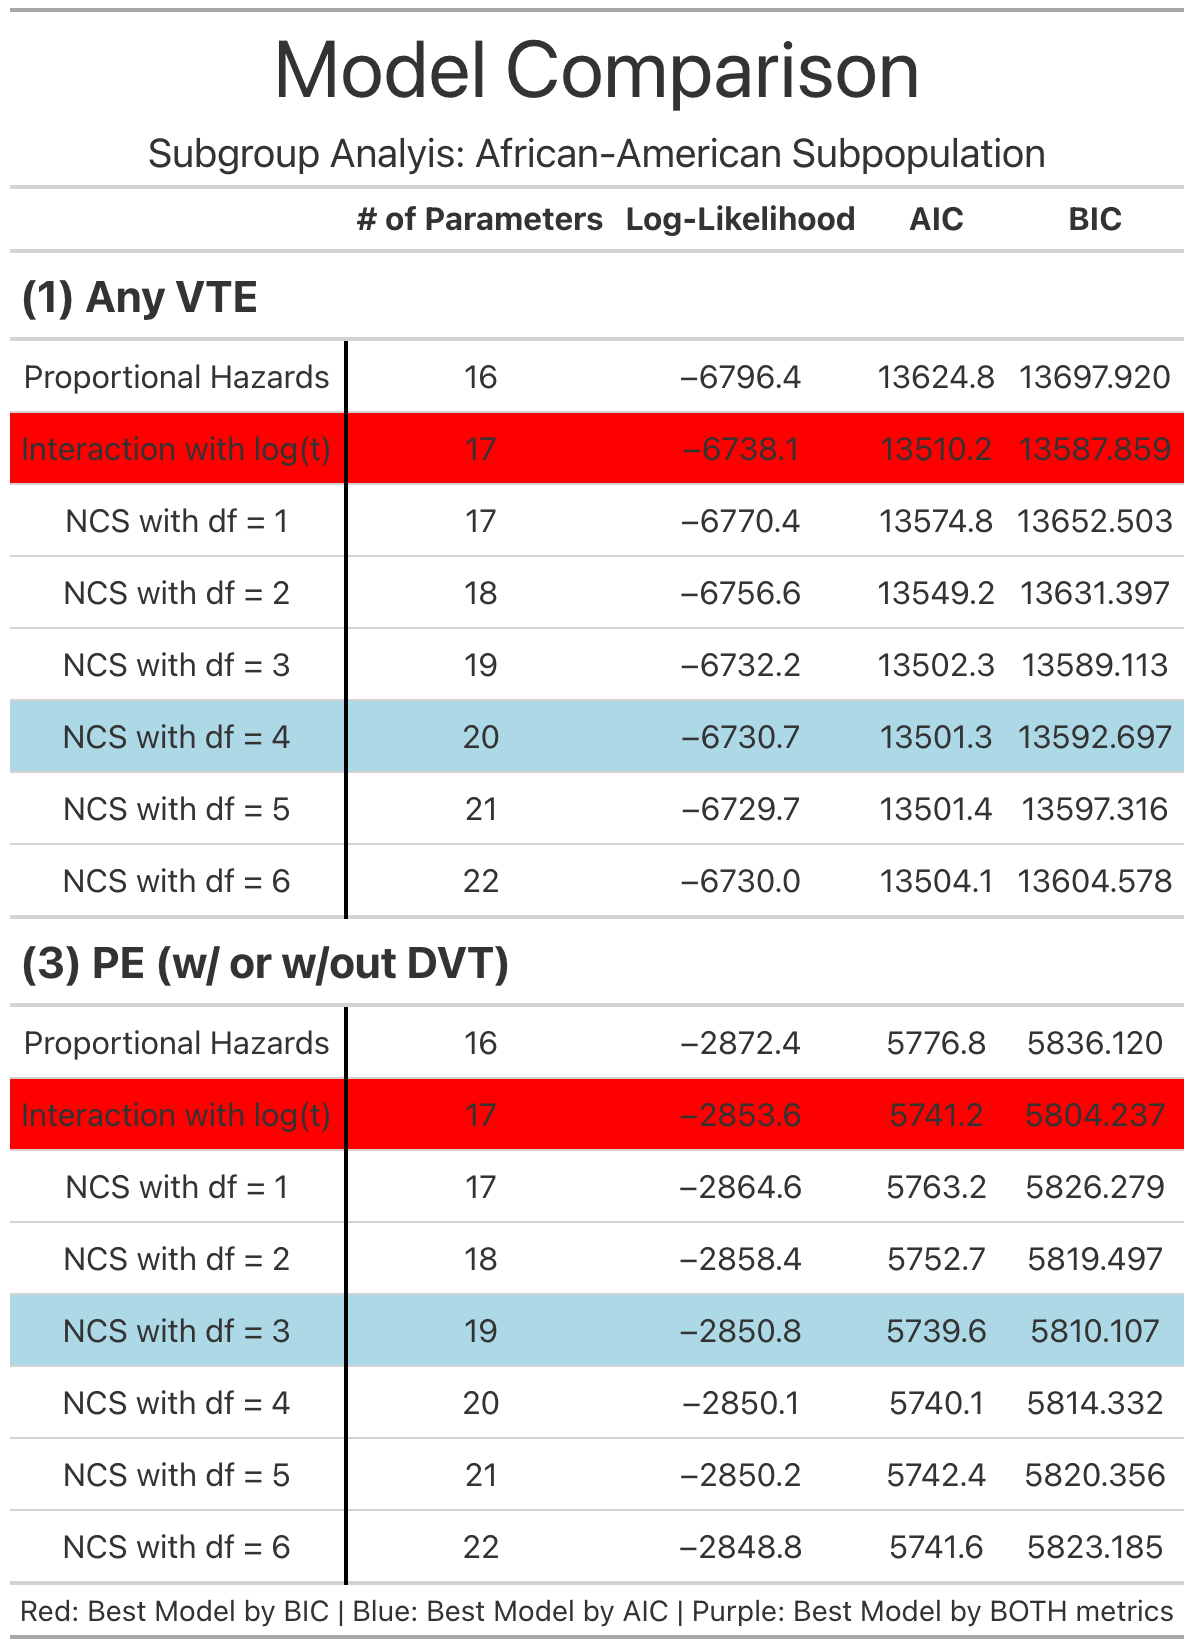 Model Comparison
Subgroup Analyis: African-American Subpopulation
# of Parameters Log-Likelihood AIC BIC
(1) Any VTE
Proportional Hazards 16 −6796.4 13624.8 13697.920
Interaction with log(t) 17 −6738.1 13510.2 13587.859
NCS with df = 1 17 −6770.4 13574.8 13652.503
NCS with df = 2 18 −6756.6 13549.2 13631.397
NCS with df = 3 19 −6732.2 13502.3 13589.113
NCS with df = 4 20 −6730.7 13501.3 13592.697
NCS with df = 5 21 −6729.7 13501.4 13597.316
NCS with df = 6 22 −6730.0 13504.1 13604.578
(3) PE (w/ or w/out DVT)
Proportional Hazards 16 −2872.4 5776.8 5836.120
Interaction with log(t) 17 −2853.6 5741.2 5804.237
NCS with df = 1 17 −2864.6 5763.2 5826.279
NCS with df = 2 18 −2858.4 5752.7 5819.497
NCS with df = 3 19 −2850.8 5739.6 5810.107
NCS with df = 4 20 −2850.1 5740.1 5814.332
NCS with df = 5 21 −2850.2 5742.4 5820.356
NCS with df = 6 22 −2848.8 5741.6 5823.185
Red: Best Model by BIC | Blue: Best Model by AIC | Purple: Best Model by BOTH metrics